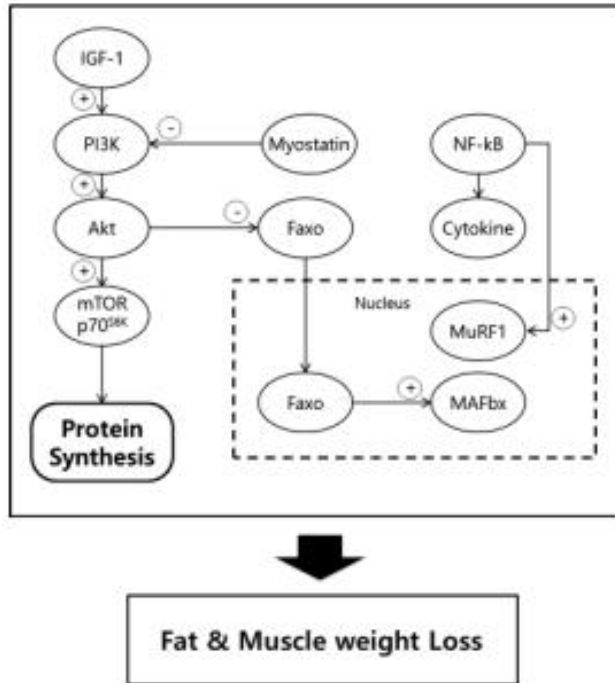 IGF-1
+
PI3K
-
Myostatin
NF-kB
+
Akt
-
Faxo
Cytokine
+
mTOR
p70S6K
Nucleus
MuRF1
+
Protein
Synthesis
Faxo
+
MAFbx
Fat & Muscle weight Loss